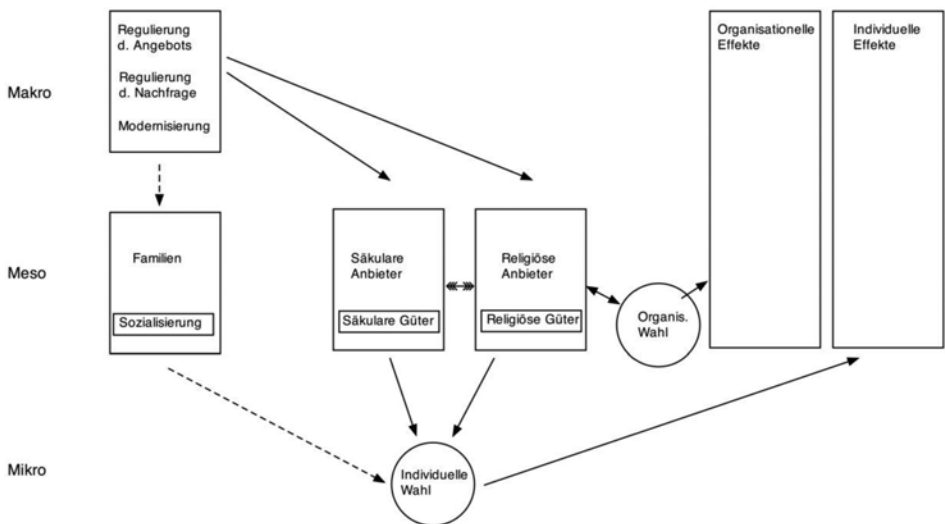 Regulierung
d. Angebots
Regulierung
d. Nachfrage
Modernisierung
Organisationelle
Effekte
Individuelle
Effekte
Makro
Meso
Familien
Sozialisierung
Säkulare
Anbieter
Säkulare Güter
Religiöse
Anbieter
Religiöse Güter
Organis.
Wahl
Mikro
Individuelle
Wahl